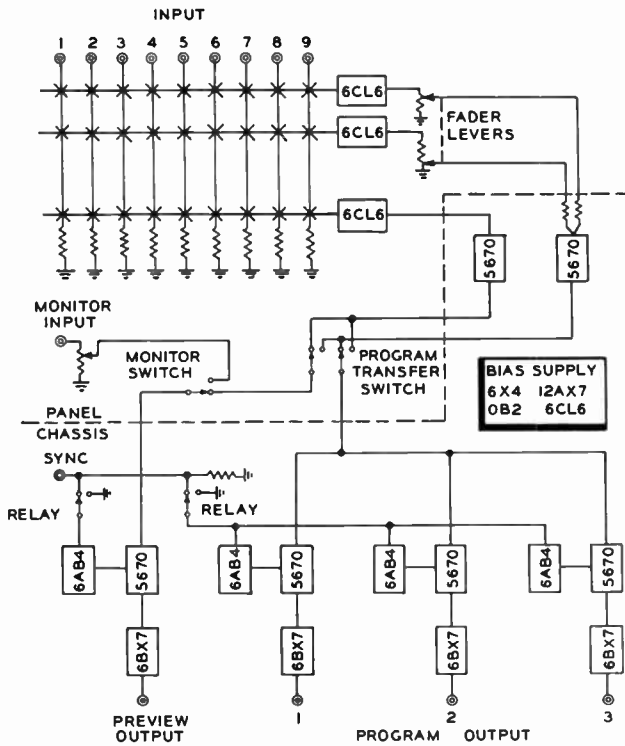 INPUT
1 2 3 4 5 6 7 8 9
6CL6
6CL6
FADER
LEVERS
6CL6
5670
5670
MONITOR
INPUT
MONITOR
SWITCH
PROGRAM
TRANSFER
SWITCH
BIAS SUPPLY
6X4 12AX7
OB2 6CL6
PANEL
CHASSIS
SYNC
RELAY
RELAY
6AB4
5670
6AB4
5670
6AB4
5670
6AB4
5670
6BX7
6BX7
6BX7
6BX7
PREVIEW
OUTPUT
1 2 3
PROGRAM OUTPUT